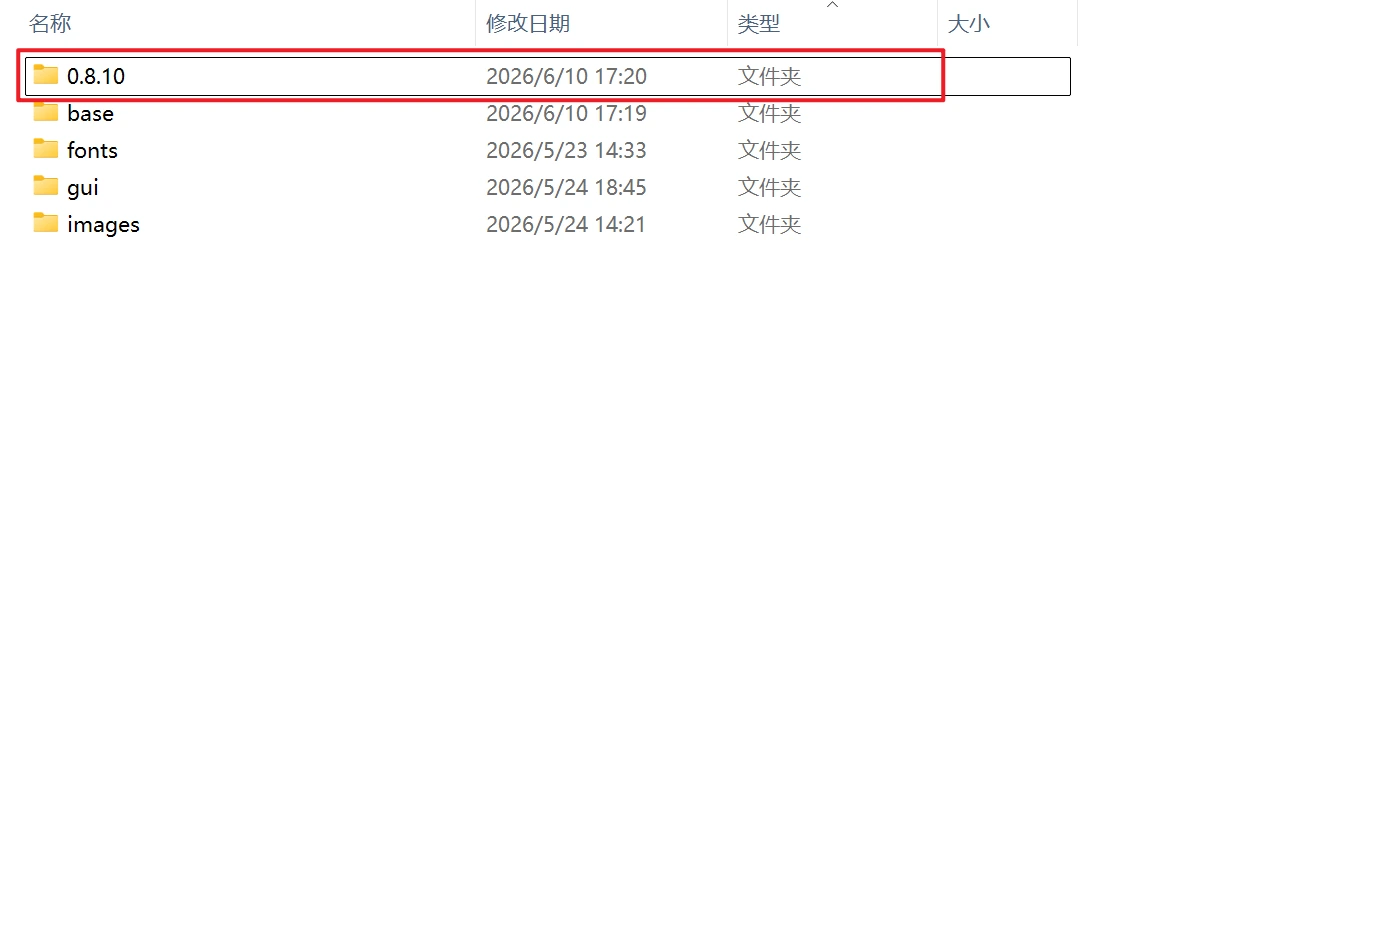 名称 修改日期 类型 大小
0.8.10 2026/6/10 17:20 文件夹
base 2026/6/10 17:19 文件夹
fonts 2026/5/23 14:33 文件夹
gui 2026/5/24 18:45 文件夹
images 2026/5/24 14:21 文件夹